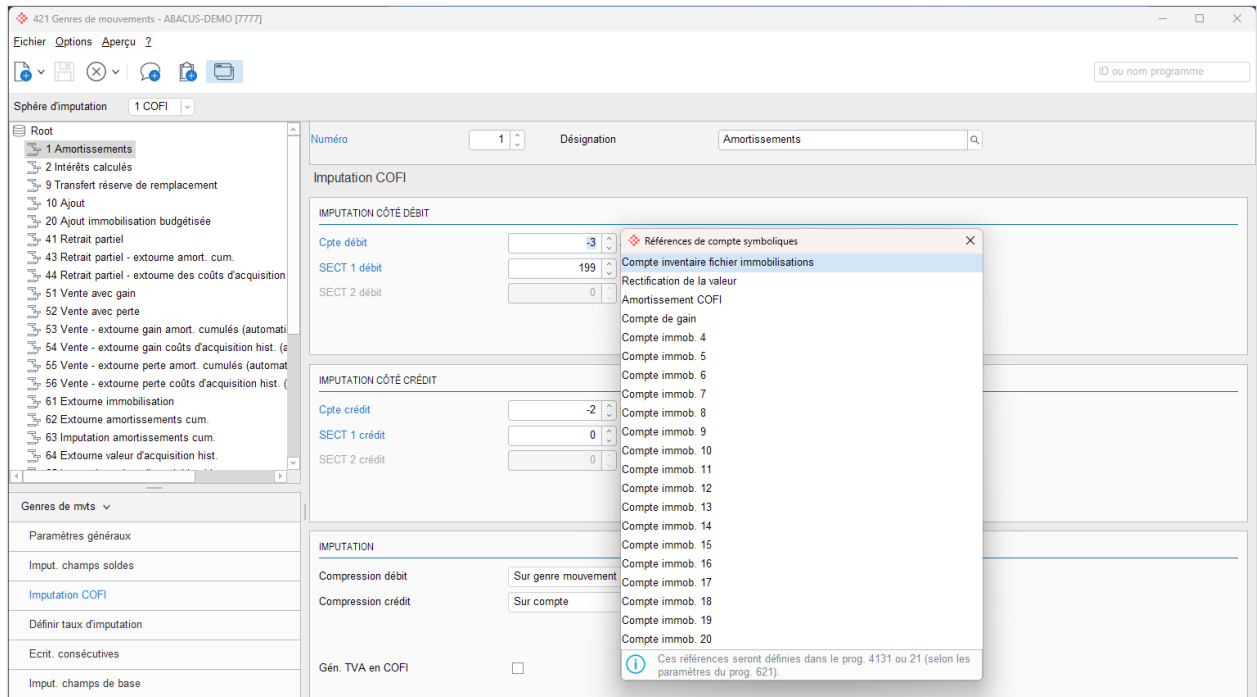 421 Genres de mouvements - ABACUS-DEMO [7777]
Fichier Options Aperçu ?
ID ou nom programme
Sphère d'imputation 1 COFI
Root
1 Amortissements
2 Intérêts calculés
9 Transfert réserve de remplacement
10 Ajout
20 Ajout immobilisation budgétisée
41 Retrait partiel
43 Retrait partiel - extourne amort. cum.
44 Retrait partiel - extourne des coûts d'acquisition
51 Vente avec gain
52 Vente avec perte
53 Vente - extourne gain amort. cumulés (automati
54 Vente - extourne gain coûts d'acquisition hist. (a
55 Vente - extourne perte amort. cumulés (automat
56 Vente - extourne perte coûts d'acquisition hist. (
61 Extourne immobilisation
62 Extourne amortissements cum.
63 Imputation amortissements cum.
64 Extourne valeur d'acquisition hist.
Genres de mvts
Paramètres généraux
Imput. champs soldes
Imputation COFI
Définir taux d'imputation
Ecrit. consécutives
Imput. champs de base
Numéro 1 Désignation Amortissements
Imputation COFI
IMPUTATION CÔTÉ DÉBIT
Cpte débit -3
SECT 1 débit 199
SECT 2 débit 0
IMPUTATION CÔTÉ CRÉDIT
Cpte crédit -2
SECT 1 crédit 0
SECT 2 crédit 0
IMPUTATION
Compression débit Sur genre mouvement
Compression crédit Sur compte
Gén. TVA en COFI
Références de compte symboliques
Compte inventaire fichier immobilisations
Rectification de la valeur
Amortissement COFI
Compte de gain
Compte immob. 4
Compte immob. 5
Compte immob. 6
Compte immob. 7
Compte immob. 8
Compte immob. 9
Compte immob. 10
Compte immob. 11
Compte immob. 12
Compte immob. 13
Compte immob. 14
Compte immob. 15
Compte immob. 16
Compte immob. 17
Compte immob. 18
Compte immob. 19
Compte immob. 20
Ces références seront définies dans le prog. 4131 ou 21 (selon les
paramètres du prog. 621).